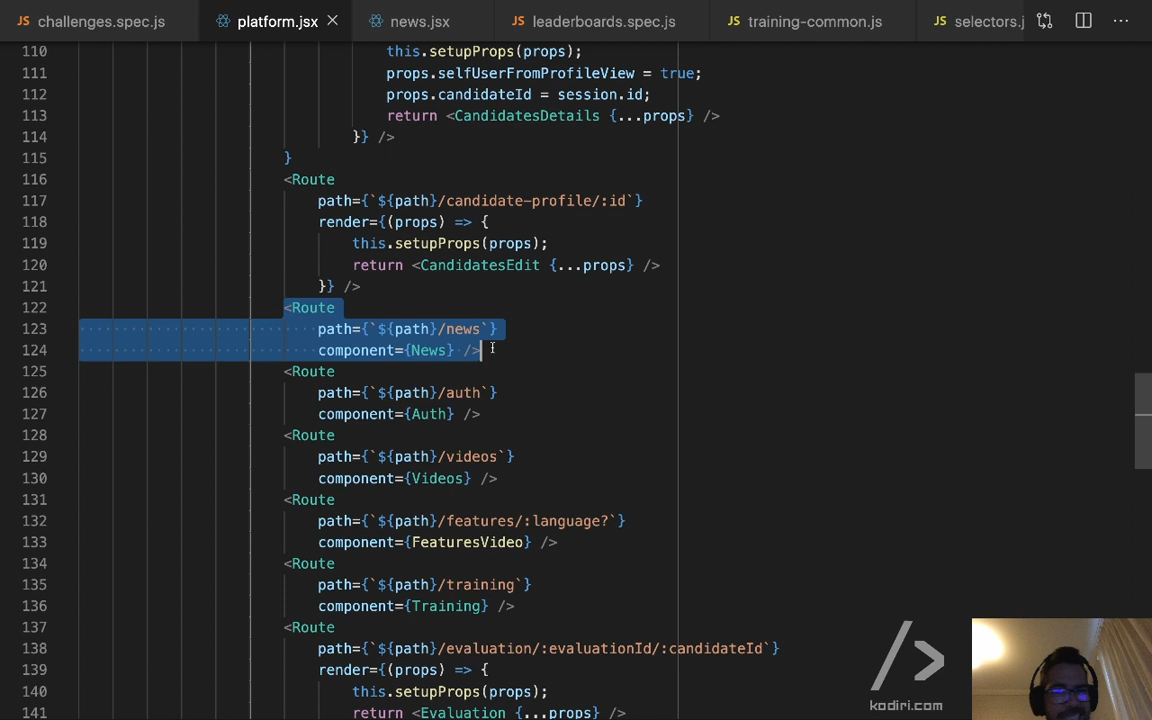 challenges.spec.js platform.jsx news.jsx leaderboards.spec.js training-common.js selectors.j
110 this.setupProps(props);
111 props.selfUserFromProfileView = true;
112 props.candidateId = session.id;
113 return <CandidatesDetails {...props} />
114 }} />
115 }
116 <Route
117 path={`${path}/candidate-profile/:id`}
118 render={(props) => {
119 this.setupProps(props);
120 return <CandidatesEdit {...props} />
121 }} />
122 <Route
123 path={`${path}/news`}
124 component={News} />
125 <Route
126 path={`${path}/auth`}
127 component={Auth} />
128 <Route
129 path={`${path}/videos`}
130 component={Videos} />
131 <Route
132 path={`${path}/features/:language?`}
133 component={FeaturesVideo} />
134 <Route
135 path={`${path}/training`}
136 component={Training} />
137 <Route
138 path={`${path}/evaluation/:evaluationId/:candidateId`}
139 render={(props) => {
140 this.setupProps(props);
141 return <Evaluation {...props} />
kodiri.com